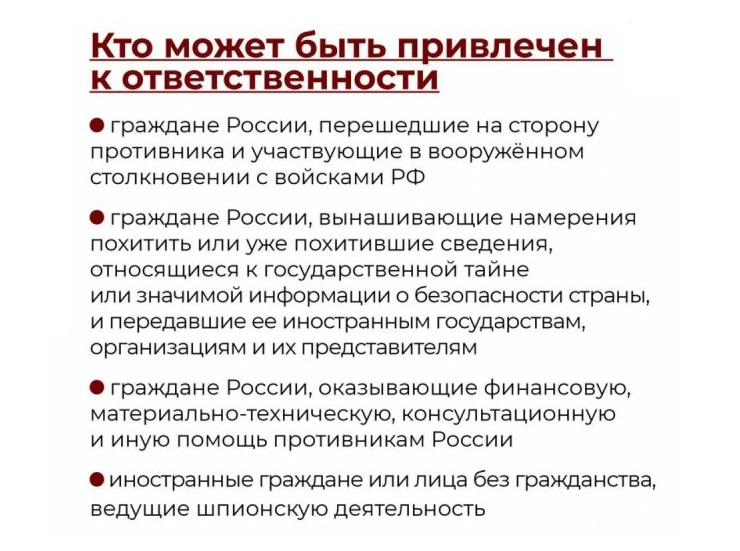 Кто может быть привлечен
к ответственности
● граждане России, перешедшие на сторону
противника и участвующие в вооружённом
столкновении с войсками РФ
● граждане России, вынашивающие намерения
похитить или уже похитившие сведения,
относящиеся к государственной тайне
или значимой информации о безопасности страны,
и передавшие ее иностранным государствам,
организациям и их представителям
● граждане России, оказывающие финансовую,
материально-техническую, консультационную
и иную помощь противникам России
● иностранные граждане или лица без гражданства,
ведущие шпионскую деятельность